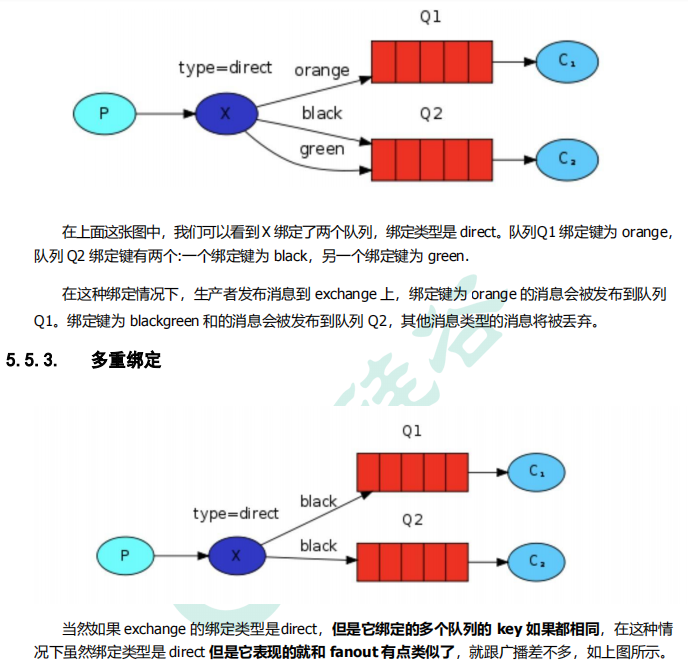 Q1
type=direct
orange
C₁
P
X
black
Q2
green
C₂
在上面这张图中，我们可以看到 X 绑定了两个队列，绑定类型是 direct。队列Q1 绑定键为 orange，
队列 Q2 绑定键有两个:一个绑定键为 black，另一个绑定键为 green.
在这种绑定情况下，生产者发布消息到 exchange 上，绑定键为 orange 的消息会被发布到队列
Q1。绑定键为 blackgreen 和的消息会被发布到队列 Q2，其他消息类型的消息将被丢弃。
5.5.3. 多重绑定
Q1
C₁
black
type=direct
Q2
black
P
X
C₂
当然如果 exchange 的绑定类型是direct，但是它绑定的多个队列的 key 如果都相同，在这种情
况下虽然绑定类型是 direct 但是它表现的就和 fanout 有点类似了，就跟广播差不多，如上图所示。